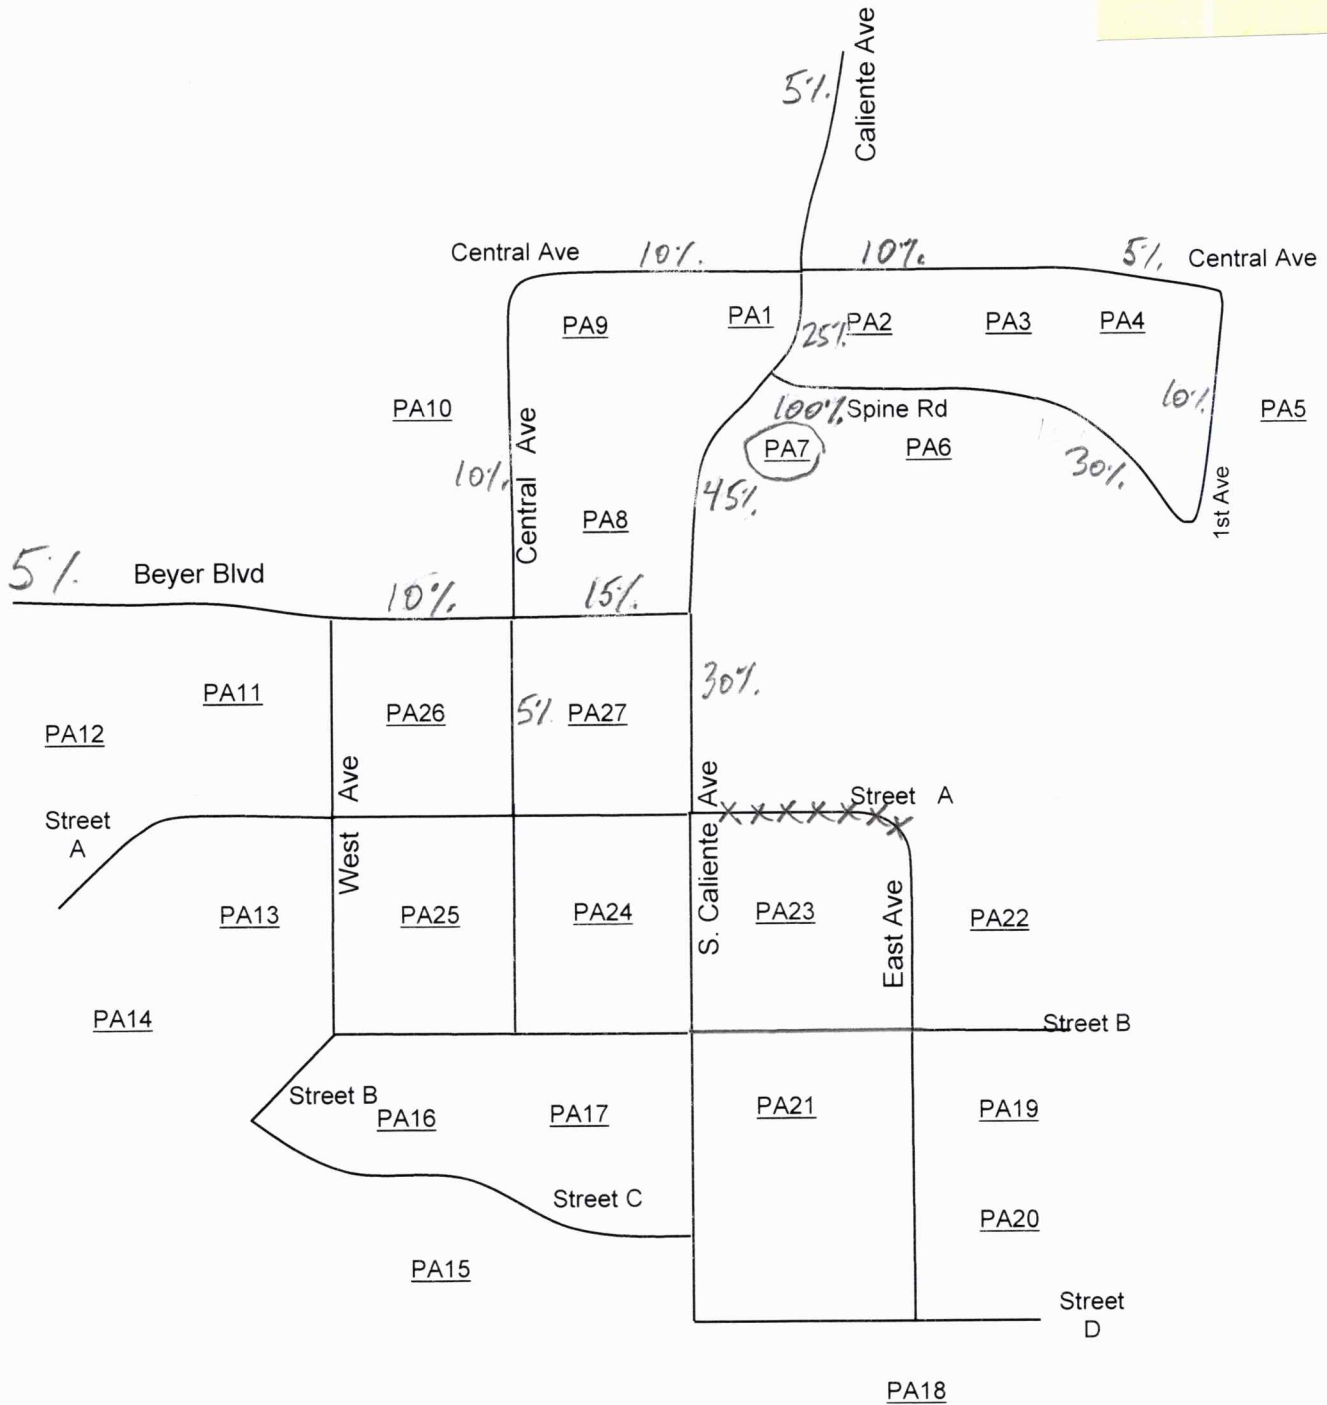 Caliente Ave
5%.
Central Ave
10%.
10%.
5%.
Central Ave
PA9
PA1
25%.
PA2
PA3
PA4
PA10
Central Ave
100%.
Spine Rd
10%.
PA5
PA7
PA6
30%.
1st Ave
10%.
45%.
PA8
5%.
Beyer Blvd
10%.
15%.
30%.
PA11
PA26
5%.
PA27
PA12
West Ave
S. Caliente Ave
Street A
Street
A
PA13
PA25
PA24
PA23
East Ave
PA22
PA14
Street B
Street B
PA16
PA17
PA21
PA19
Street C
PA20
PA15
Street
D
PA18